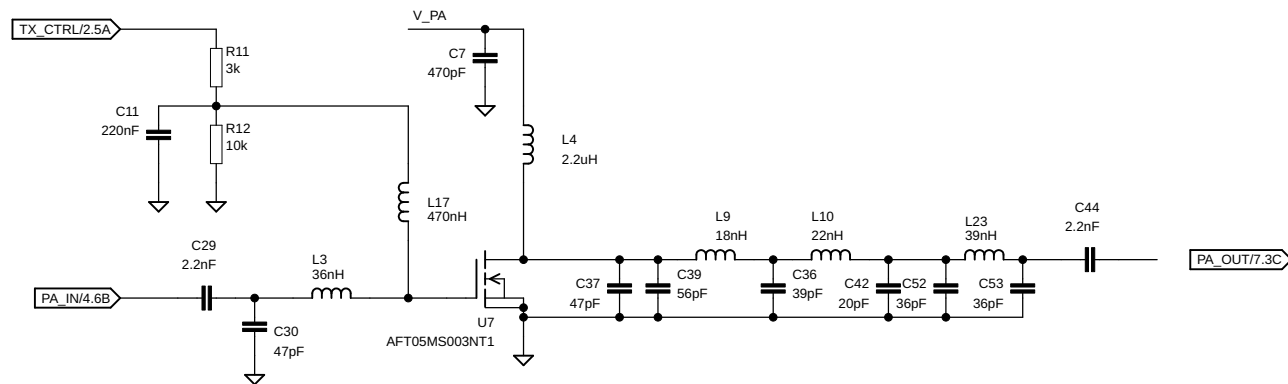 TX_CTRL/2.5A
V_PA
R11
3k
C7
470pF
C11
220nF
R12
10k
L4
2.2uH
L17
470nH
C29
2.2nF
L3
36nH
L9
18nH
L10
22nH
L23
39nH
C44
2.2nF
PA_OUT/7.3C
PA_IN/4.6B
C30
47pF
U7
AFT05MS003NT1
C37
47pF
C39
56pF
C36
39pF
C42
20pF
C52
36pF
C53
36pF